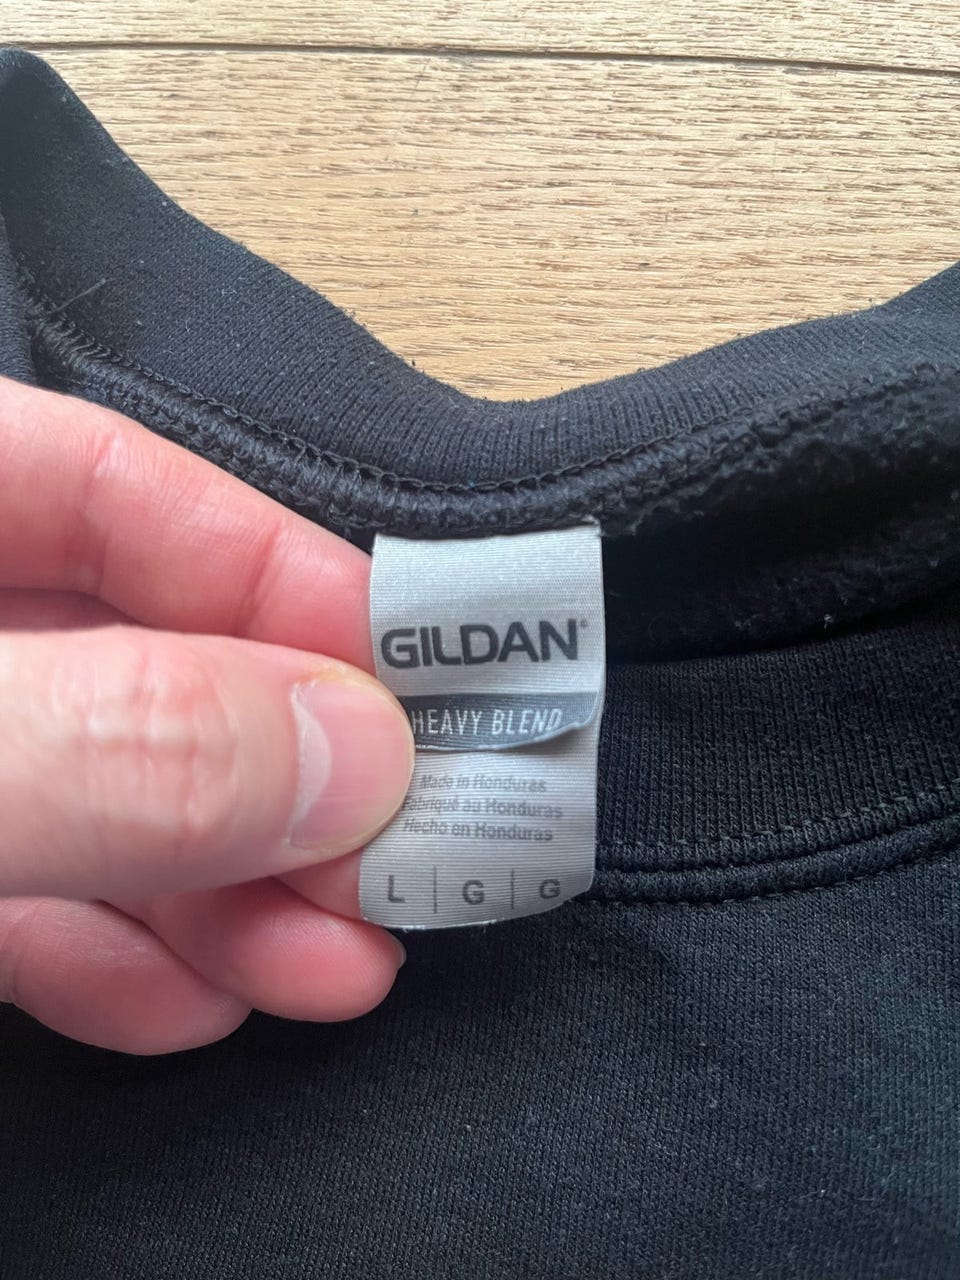 GILDAN®
HEAVY BLEND
Made in Honduras
Fabriqué au Honduras
Hecho en Honduras
L | G | G